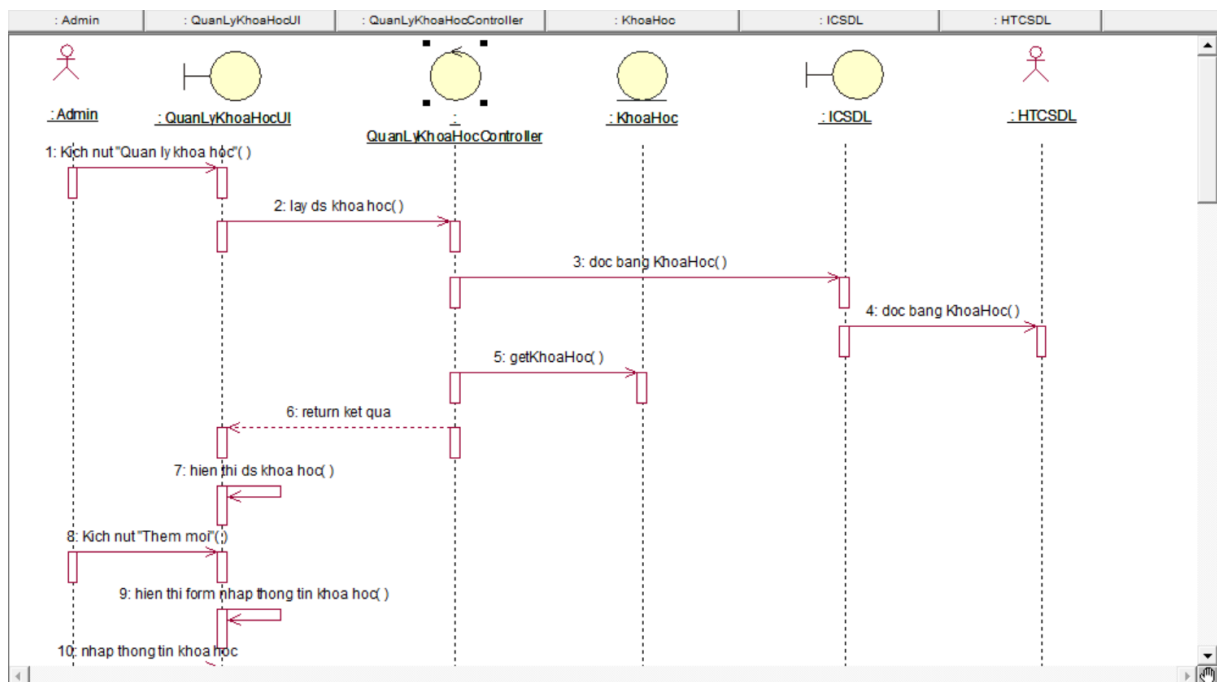 : Admin
: QuanLyKhoaHocUI
: QuanLyKhoaHocController
: KhoaHoc
: ICSDL
: HTCSDL
: Admin
: QuanLyKhoaHocUI
:
QuanLyKhoaHocController
: KhoaHoc
: ICSDL
: HTCSDL
1: Kich nut "Quan ly khoa hoc"( )
2: lay ds khoa hoc( )
3: doc bang KhoaHoc( )
4: doc bang KhoaHoc( )
5: getKhoaHoc( )
6: return ket qua
7: hien thi ds khoa hoc( )
8: Kich nut "Them moi"( )
9: hien thi form nhap thong tin khoa hoc( )
10: nhap thong tin khoa hoc